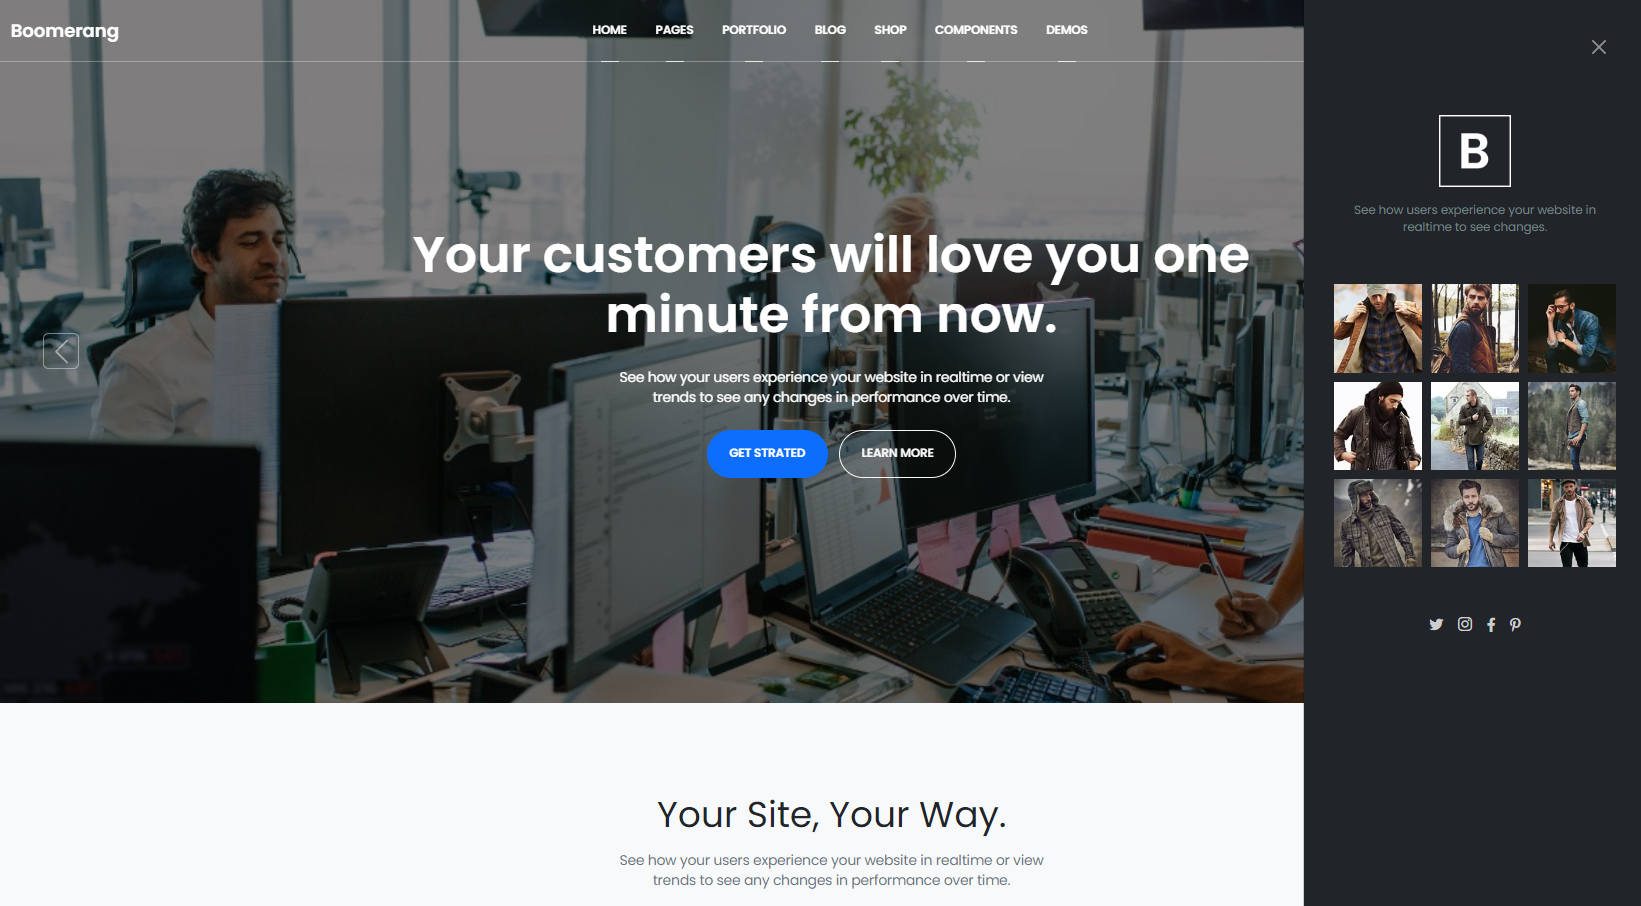 Boomerang
HOME PAGES PORTFOLIO BLOG SHOP COMPONENTS DEMOS
Your customers will love you one
minute from now.
See how your users experience your website in realtime or view
trends to see any changes in performance over time.
GET STRATED
LEARN MORE
Your Site, Your Way.
See how your users experience your website in realtime or view
trends to see any changes in performance over time.
B
See how users experience your website in
realtime to see changes.